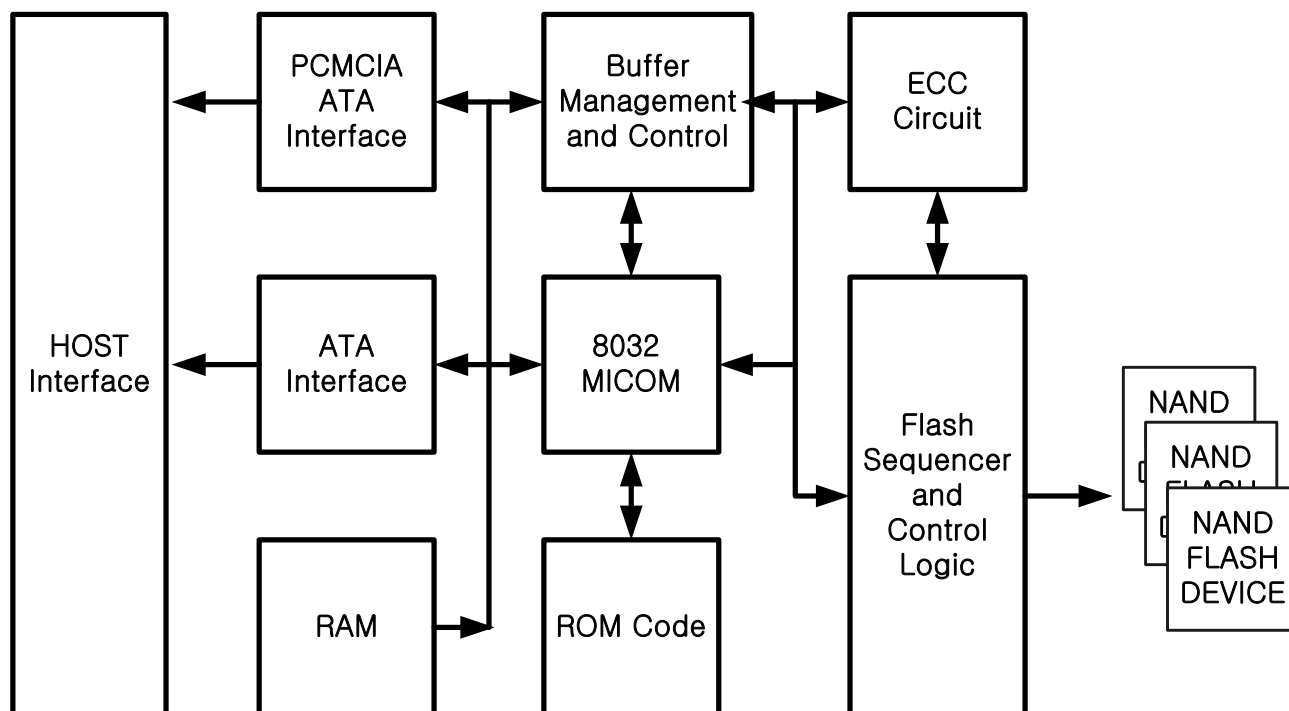 PCMCIA
ATA
Interface
Buffer
Management
and Control
ECC
Circuit
HOST
Interface
ATA
Interface
8032
MICOM
Flash
Sequencer
and
Control
Logic
RAM
ROM Code
NAND
NAND
FLASH
NAND
FLASH
DEVICE